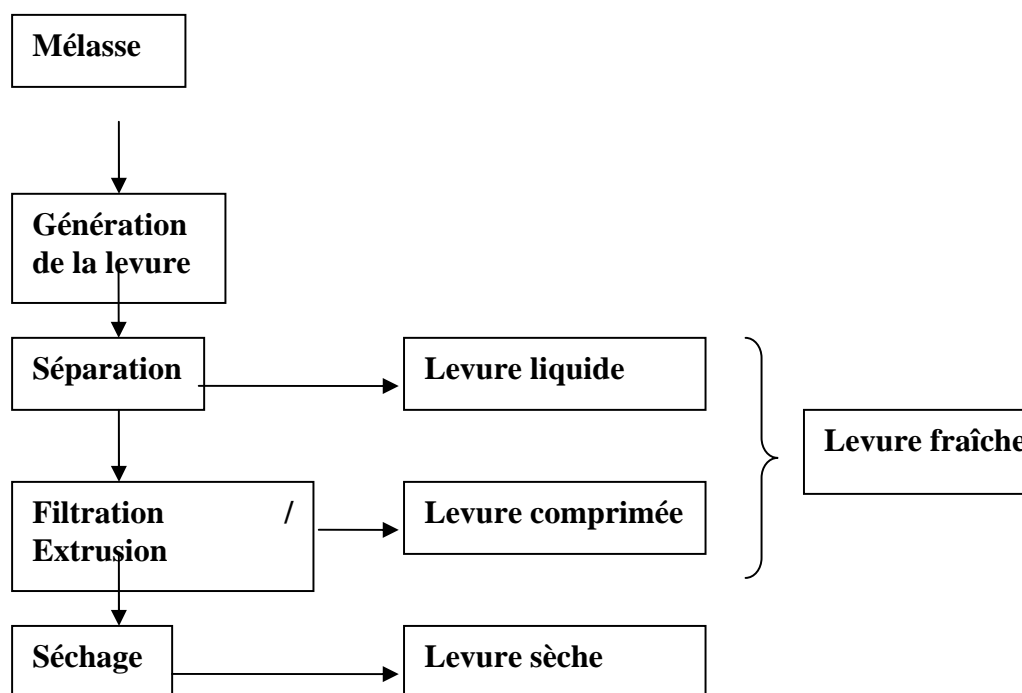 Mélasse
Génération
de la levure
Séparation
Levure liquide
Levure fraîche
Filtration /
Extrusion
Levure comprimée
Séchage
Levure sèche